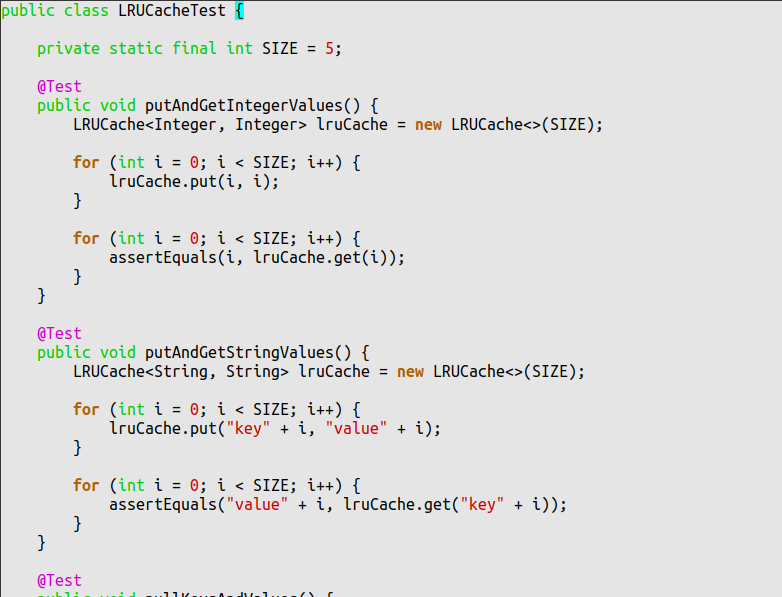 public class LRUCacheTest {
private static final int SIZE = 5;
@Test
public void putAndGetIntegerValues() {
LRUCache<Integer, Integer> lruCache = new LRUCache<>(SIZE);
for (int i = 0; i < SIZE; i++) {
lruCache.put(i, i);
}
for (int i = 0; i < SIZE; i++) {
assertEquals(i, lruCache.get(i));
}
}
@Test
public void putAndGetStringValues() {
LRUCache<String, String> lruCache = new LRUCache<>(SIZE);
for (int i = 0; i < SIZE; i++) {
lruCache.put("key" + i, "value" + i);
}
for (int i = 0; i < SIZE; i++) {
assertEquals("value" + i, lruCache.get("key" + i));
}
}
@Test
public void nullKeysAndValues() {